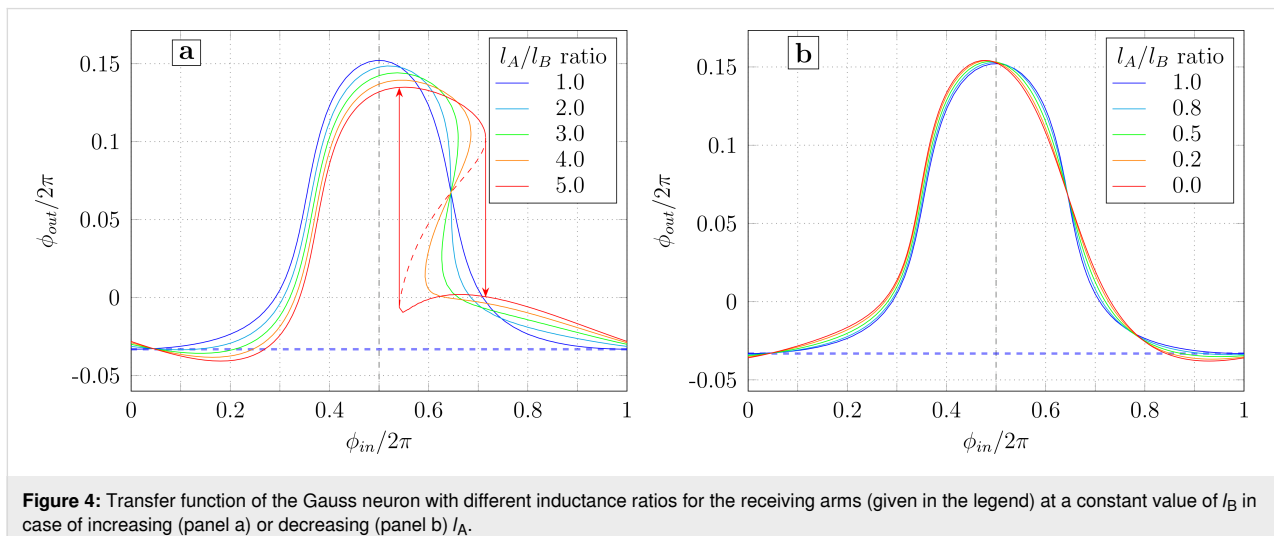 a
l_A/l_B ratio
1.0
2.0
3.0
4.0
5.0
0.15
0.1
0.05
0
-0.05
ϕ_out/2π
0 0.2 0.4 0.6 0.8 1
ϕ_in/2π
b
l_A/l_B ratio
1.0
0.8
0.5
0.2
0.0
0.15
0.1
0.05
0
-0.05
ϕ_out/2π
0 0.2 0.4 0.6 0.8 1
ϕ_in/2π
Figure 4: Transfer function of the Gauss neuron with different inductance ratios for the receiving arms (given in the legend) at a constant value of l_B in
case of increasing (panel a) or decreasing (panel b) l_A.